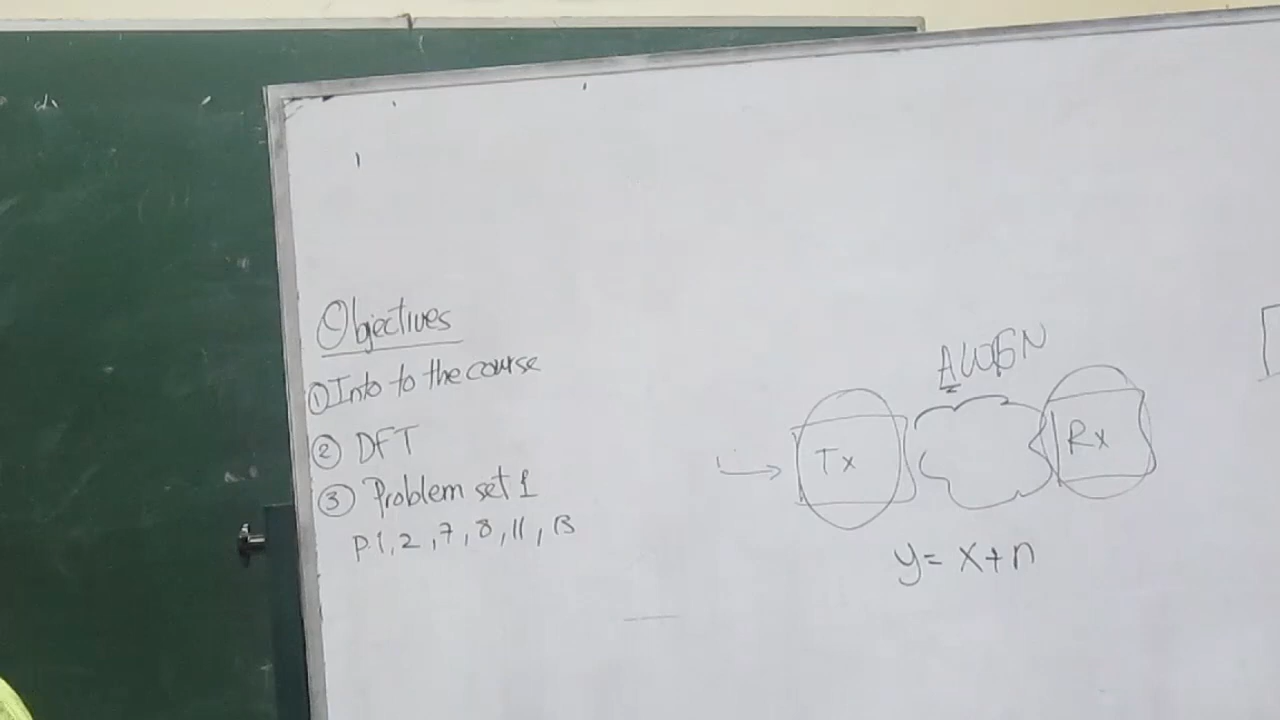 Objectives
① Into to the course
② DFT
③ Problem set 1
P.1, 2, 7, 8, 11, 13
AWGN
Tx
Rx
y = x + n